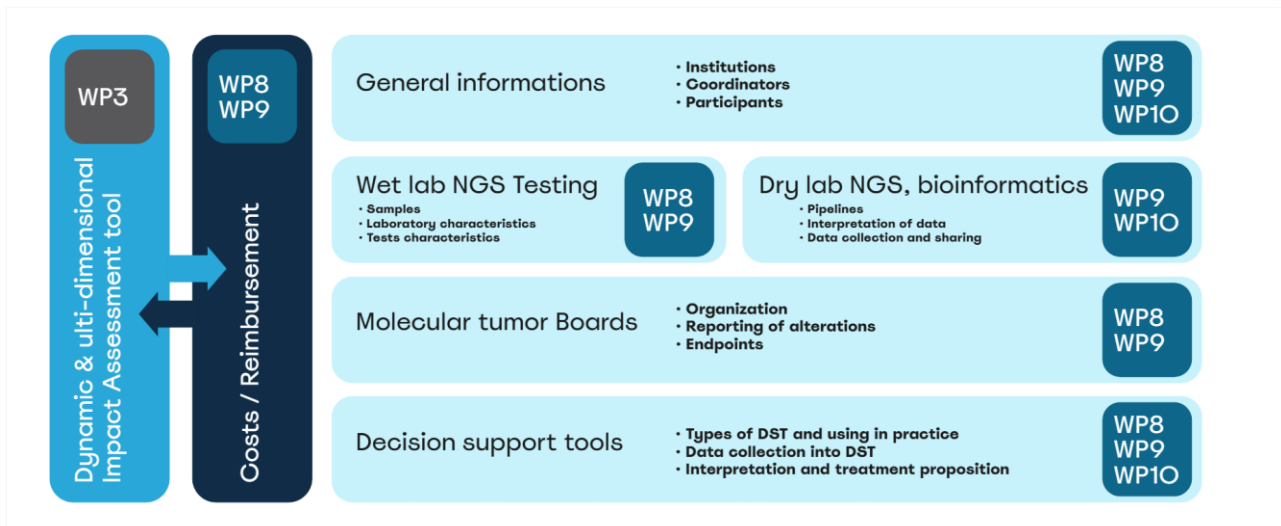 WP3
Dynamic & ulti-dimensional
Impact Assessment tool
WP8
WP9
Costs / Reimbursement
General informations
· Institutions
· Coordinators
· Participants
WP8
WP9
WP10
Wet lab NGS Testing
· Samples
· Laboratory characteristics
· Tests characteristics
WP8
WP9
Dry lab NGS, bioinformatics
· Pipelines
· Interpretation of data
· Data collection and sharing
WP9
WP10
Molecular tumor Boards
· Organization
· Reporting of alterations
· Endpoints
WP8
WP9
Decision support tools
· Types of DST and using in practice
· Data collection into DST
· Interpretation and treatment proposition
WP8
WP9
WP10